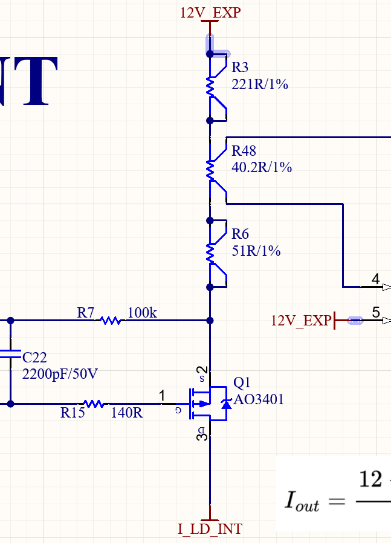 12V_EXP
NT
R3
221R/1%
R48
40.2R/1%
R6
51R/1%
4
12V_EXP
5
R7
100k
C22
2200pF/50V
2
S
Q1
AO3401
1
G
R15
140R
D
3
12
I_out =
I_LD_INT